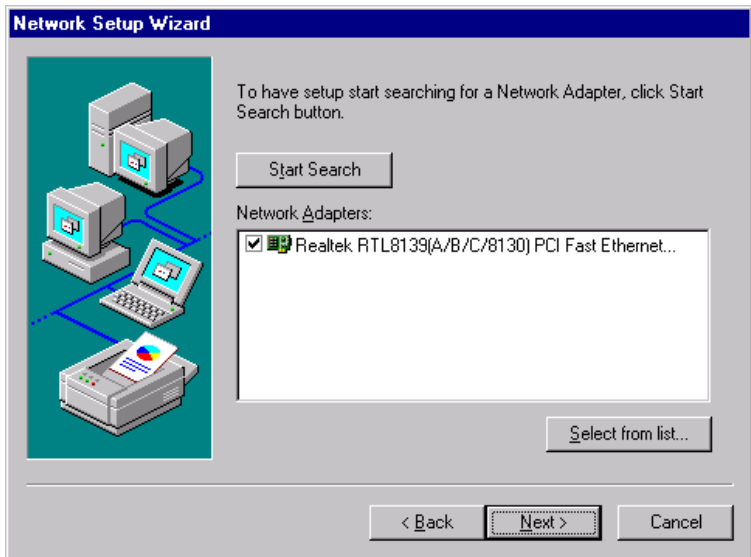 Network Setup Wizard
To have setup start searching for a Network Adapter, click Start
Search button.
Start Search
Network Adapters:
Realtek RTL8139(A/B/C/8130) PCI Fast Ethernet...
Select from list...
< Back
Next >
Cancel